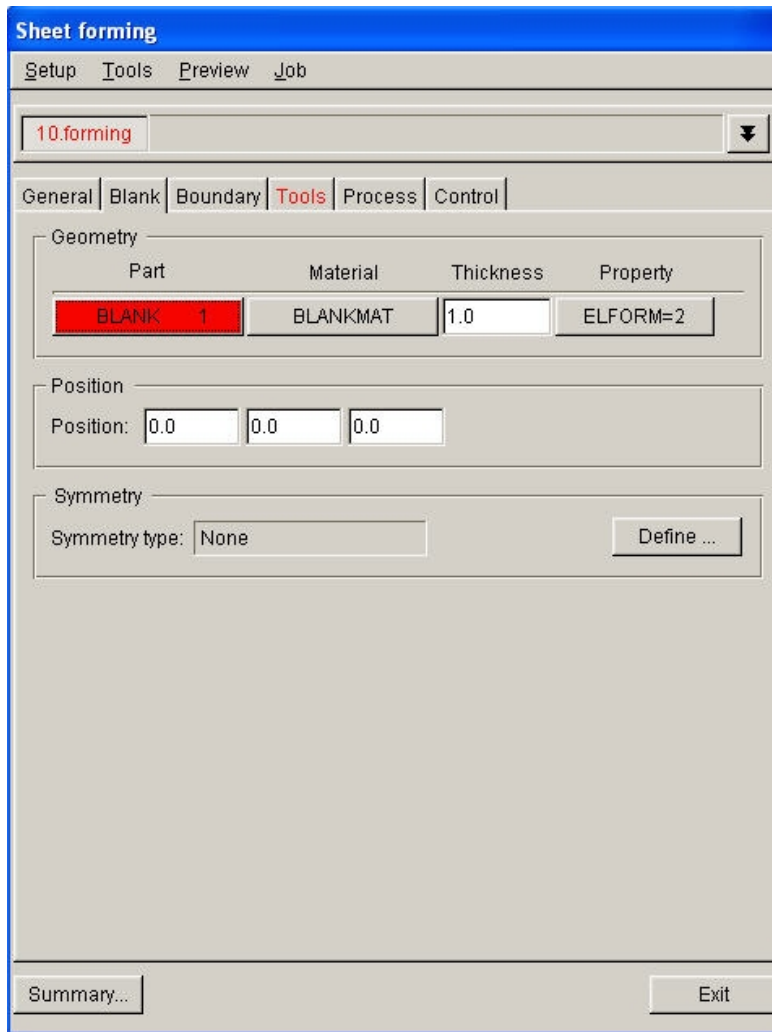 Sheet forming
Setup Tools Preview Job
10.forming
General Blank Boundary Tools Process Control
Geometry
Part Material Thickness Property
BLANK 1 BLANKMAT 1.0 ELFORM=2
Position
Position: 0.0 0.0 0.0
Symmetry
Symmetry type: None Define ...
Summary... Exit